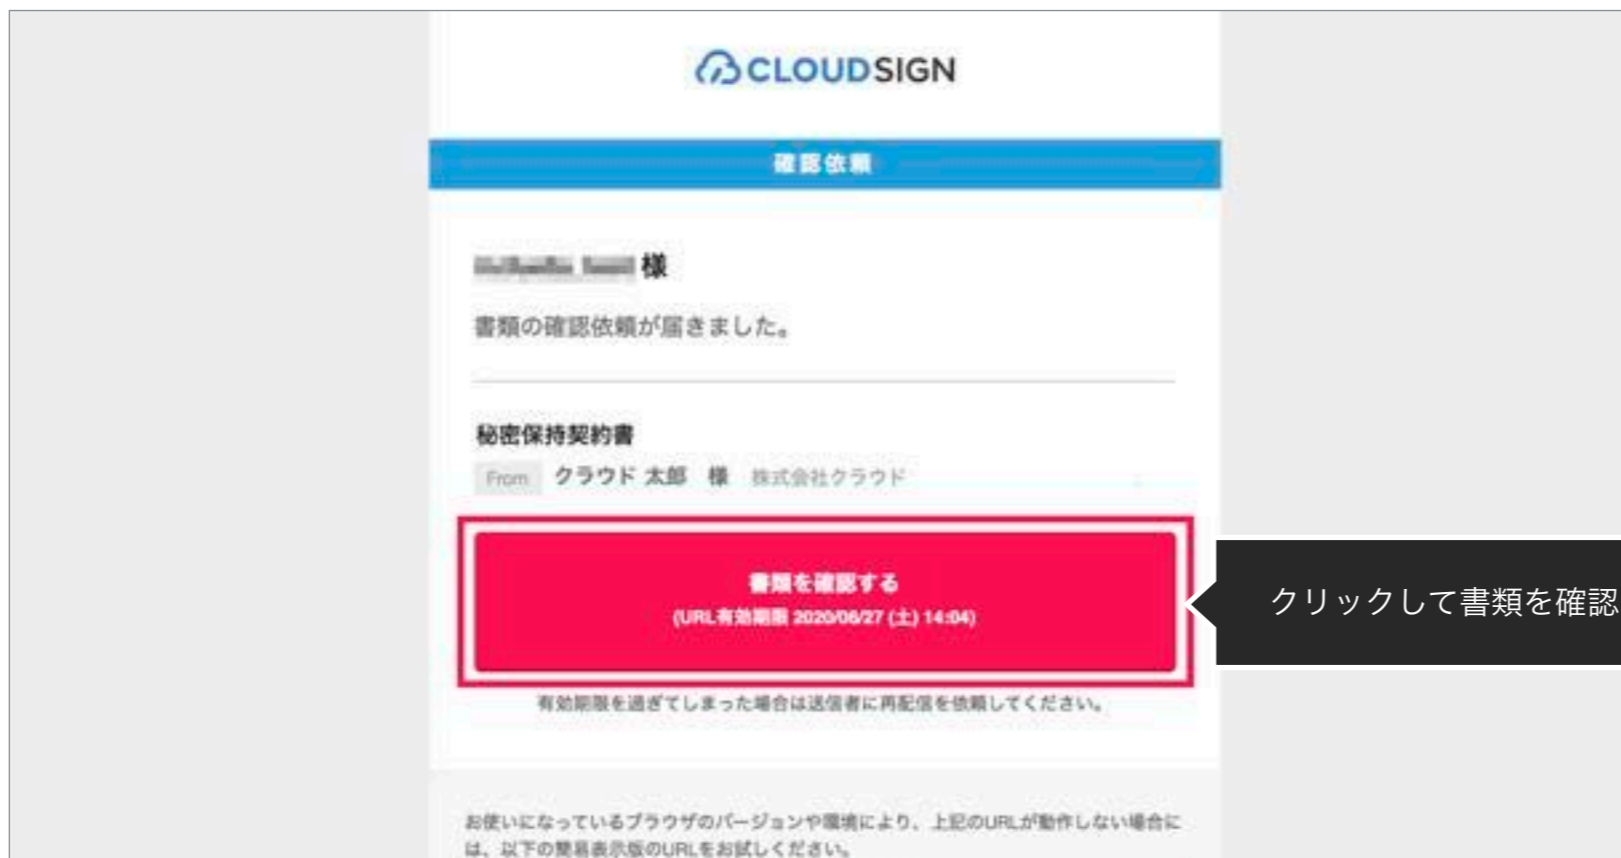 CLOUDSIGN
確認依頼
様
書類の確認依頼が届きました。
秘密保持契約書
From クラウド 太郎 様 株式会社クラウド
書類を確認する
(URL有効期限 2020/06/27 (土) 14:04)
クリックして書類を確認
有効期限を過ぎてしまった場合は送信者に再配信を依頼してください。
お使いになっているブラウザのバージョンや環境により、上記のURLが動作しない場合に
は、以下の簡易表示版のURLをお試しください。